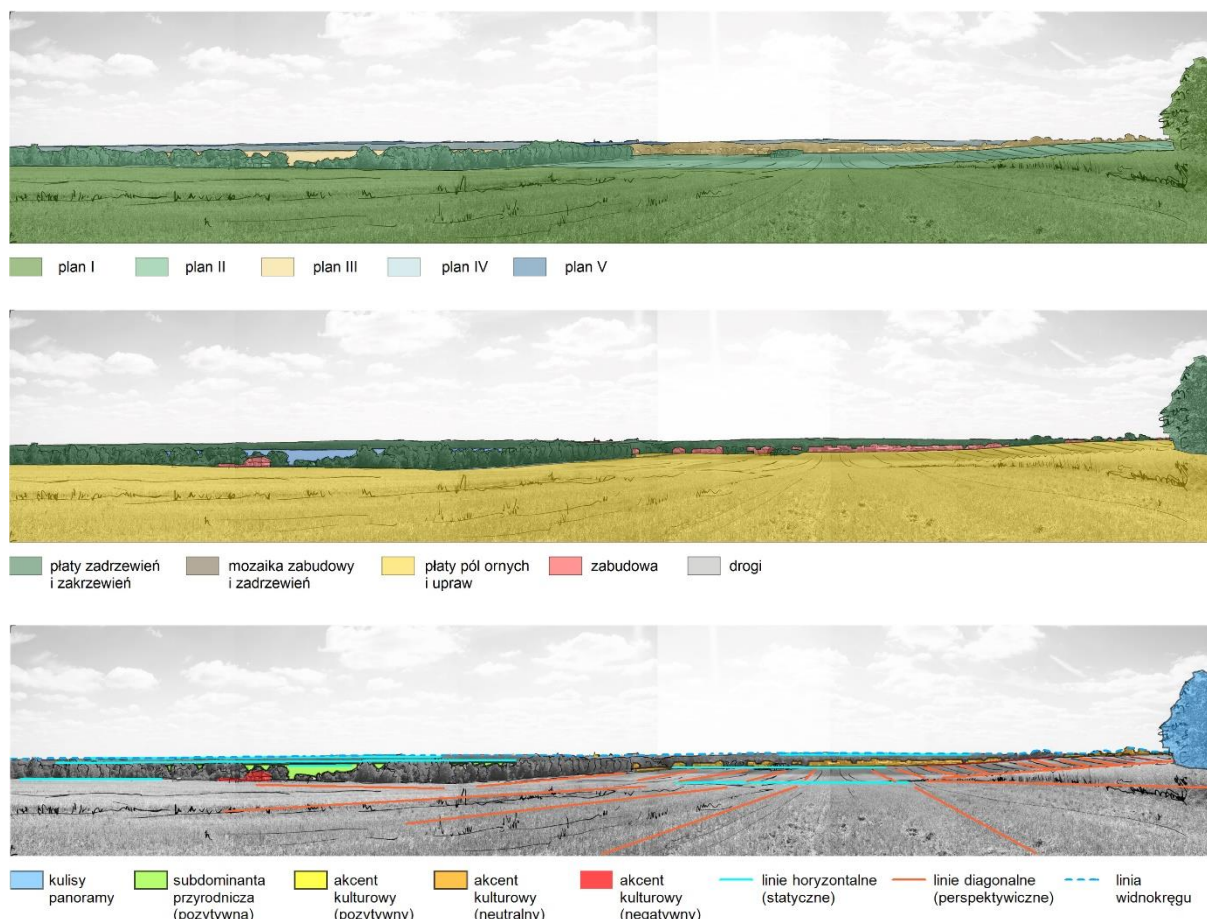 plan I plan II plan III plan IV plan V
płaty zadrzewień
i zakrzewień
mozaika zabudowy
i zadrzewień
płaty pól ornych
i upraw
zabudowa
drogi
kulisy
panoramy
subdominanta
przyrodnicza
(pozytywna)
akcent
kulturowy
(pozytywny)
akcent
kulturowy
(neutralny)
akcent
kulturowy
(negatywny)
linie horyzontalne
(statyczne)
linie diagonalne
(perspektywiczne)
linia
widnokręgu